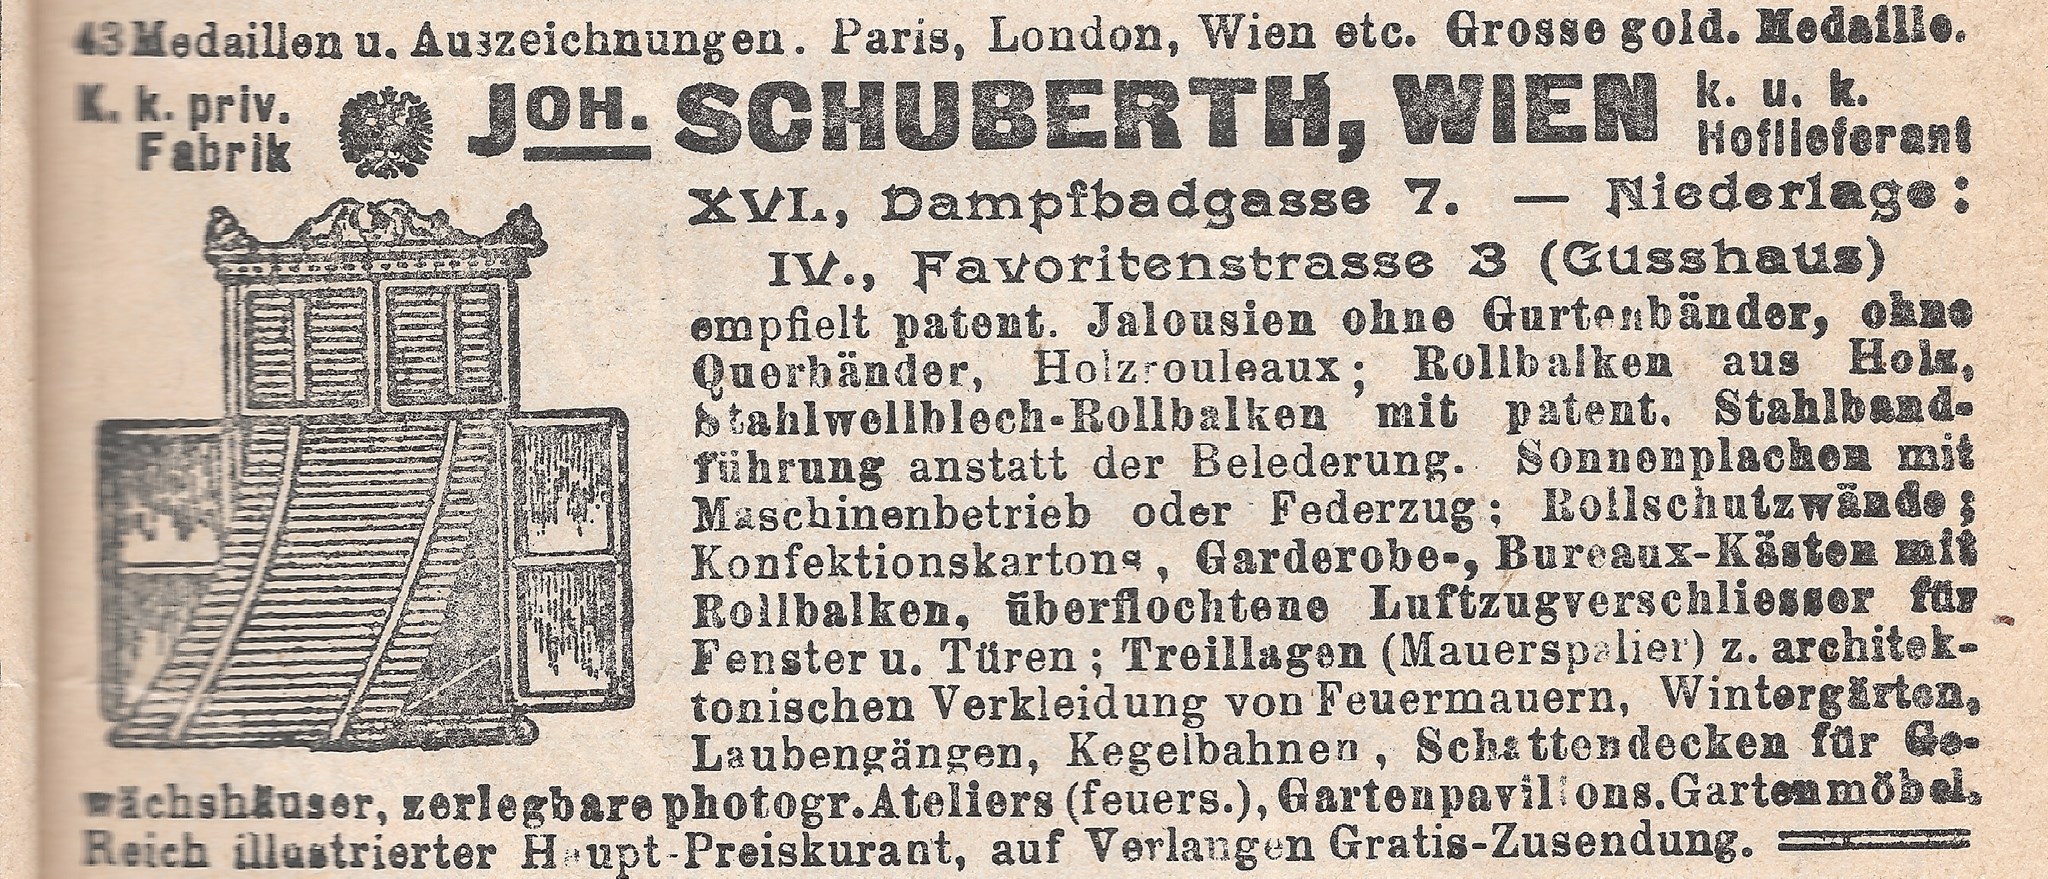 43 Medaillen u. Auszeichnungen. Paris, London, Wien etc. Grosse gold. Medaille.
K. k. priv.
Fabrik
JOH. SCHUBERTH, WIEN
k. u. k.
Hoflieferant
XVI., Dampfbadgasse 7. — Niederlage:
IV., Favoritenstrasse 3 (Gusshaus)
empfielt patent. Jalousien ohne Gurtenbänder, ohne
Querbänder, Holzrouleaux; Rollbalken aus Holz,
Stahlwellblech-Rollbalken mit patent. Stahlband-
führung anstatt der Belederung. Sonnenplachen mit
Maschinenbetrieb oder Federzug; Rollschutzwände;
Konfektionskartons, Garderobe-, Bureaux-Kästen mit
Rollbalken, überflochtene Luftzugverschliesser für
Fenster u. Türen; Treillagen (Mauerspalier) z. architek-
tonischen Verkleidung von Feuermauern, Wintergärten,
Laubengängen, Kegelbahnen, Schattendecken für Ge-
wächshäuser, zerlegbare photogr. Ateliers (feuers.), Gartenpavillons. Gartenmöbel.
Reich illustrierter Haupt-Preiskurant, auf Verlangen Gratis-Zusendung.